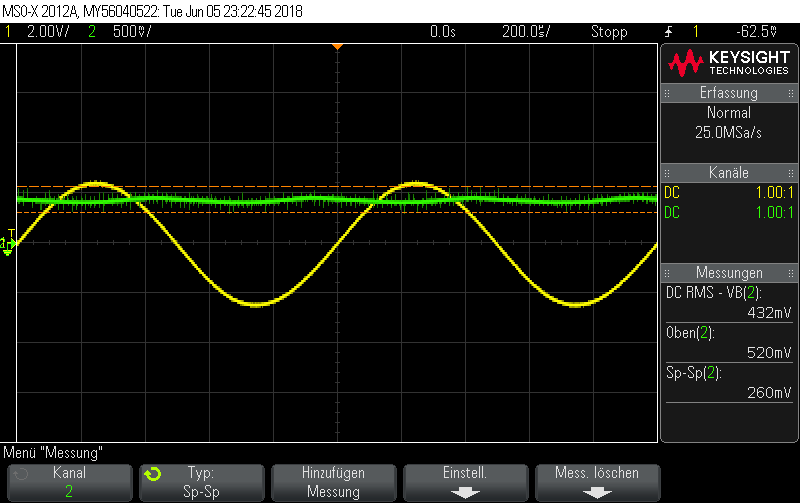 MSO-X 2012A, MY56040522: Tue Jun 05 23:22:45 2018
1 2.00V/ 2 500mV/ 0.0s 200.0µs/ Stopp 1 -62.5mV
KEYSIGHT
TECHNOLOGIES
Erfassung
Normal
25.0MSa/s
Kanäle
DC 1.00:1
DC 1.00:1
Messungen
DC RMS - VB(2):
432mV
Oben(2):
520mV
Sp-Sp(2):
260mV
T
Menü "Messung"
Kanal
2
Typ:
Sp-Sp
Hinzufügen
Messung
Einstell.
Mess. löschen